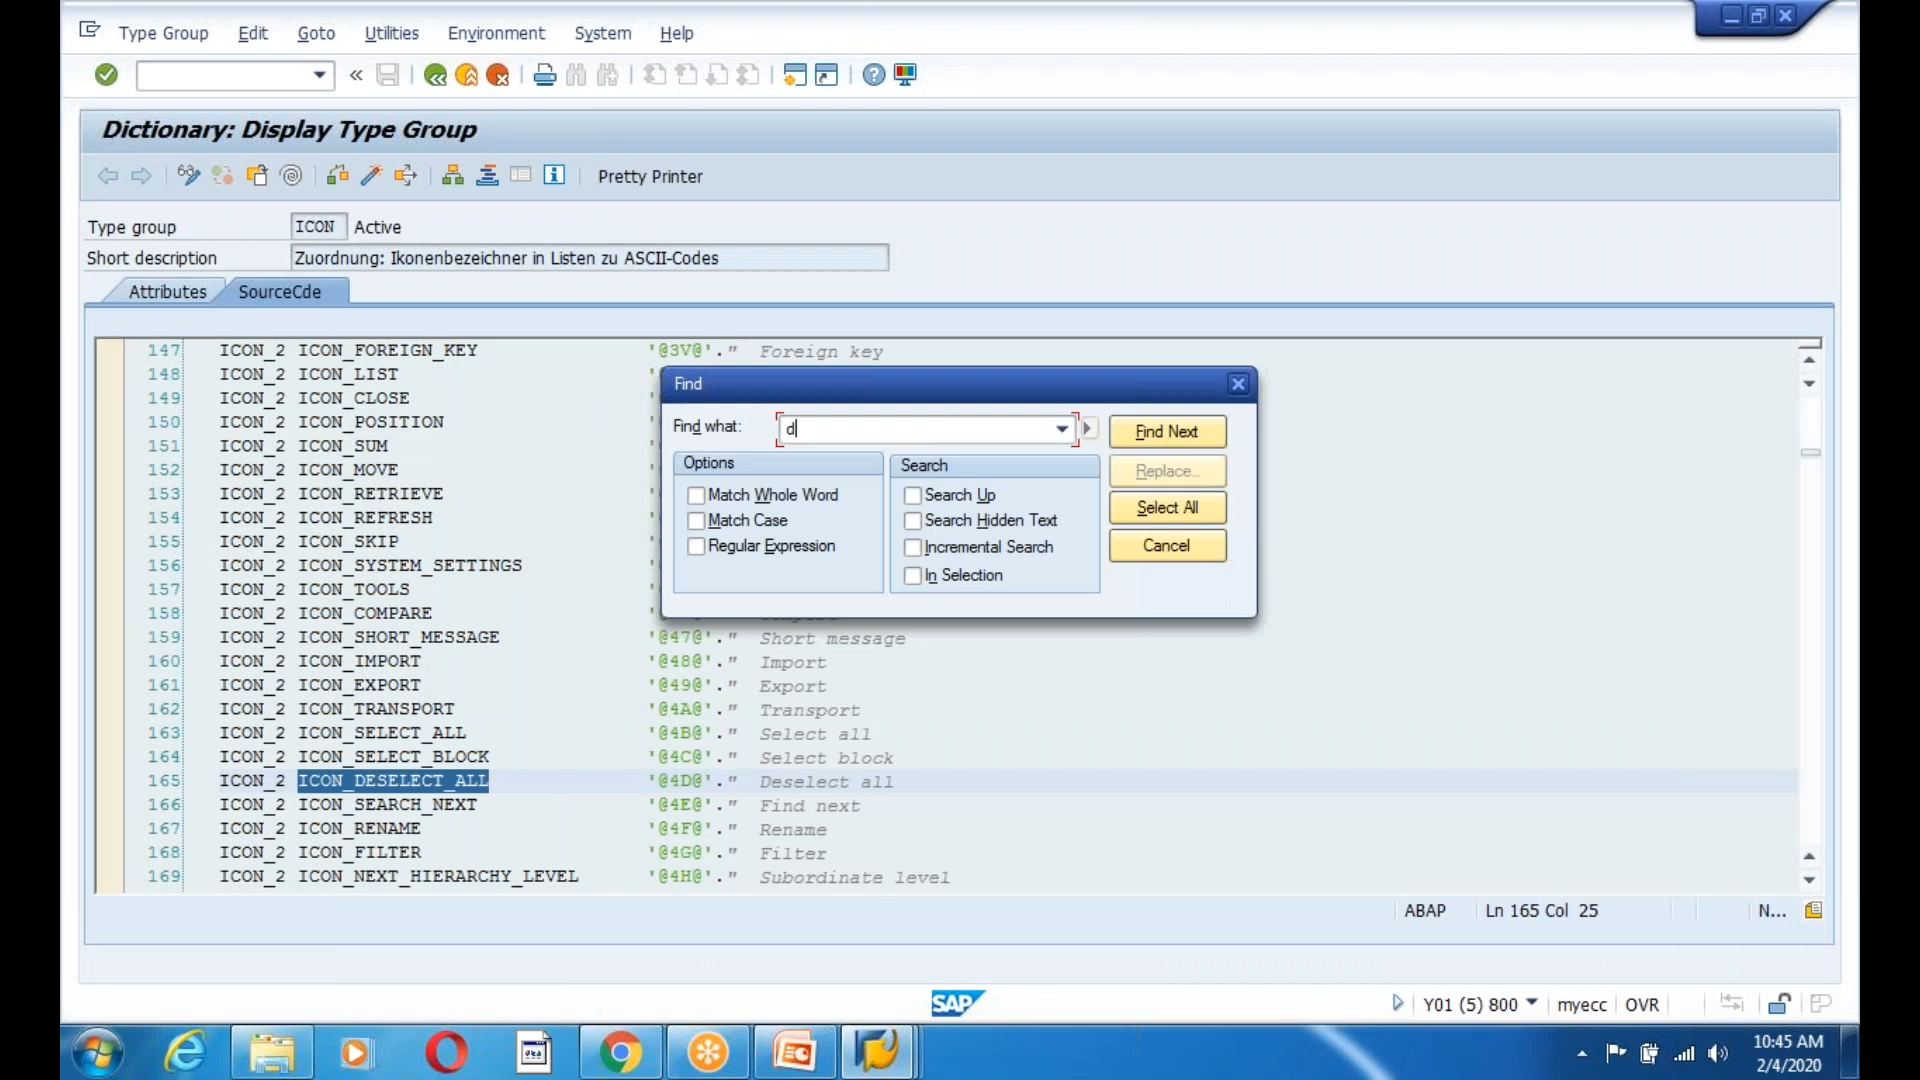 Type Group Edit Goto Utilities Environment System Help
Dictionary: Display Type Group
Pretty Printer
Type group ICON Active
Short description Zuordnung: Ikonenbezeichner in Listen zu ASCII-Codes
Attributes SourceCde
147 ICON_2 ICON_FOREIGN_KEY '@3V@'." Foreign key
148 ICON_2 ICON_LIST
149 ICON_2 ICON_CLOSE
150 ICON_2 ICON_POSITION
151 ICON_2 ICON_SUM
152 ICON_2 ICON_MOVE
153 ICON_2 ICON_RETRIEVE
154 ICON_2 ICON_REFRESH
155 ICON_2 ICON_SKIP
156 ICON_2 ICON_SYSTEM_SETTINGS
157 ICON_2 ICON_TOOLS
158 ICON_2 ICON_COMPARE
159 ICON_2 ICON_SHORT_MESSAGE '@47@'." Short message
160 ICON_2 ICON_IMPORT '@48@'." Import
161 ICON_2 ICON_EXPORT '@49@'." Export
162 ICON_2 ICON_TRANSPORT '@4A@'." Transport
163 ICON_2 ICON_SELECT_ALL '@4B@'." Select all
164 ICON_2 ICON_SELECT_BLOCK '@4C@'." Select block
165 ICON_2 ICON_DESELECT_ALL '@4D@'." Deselect all
166 ICON_2 ICON_SEARCH_NEXT '@4E@'." Find next
167 ICON_2 ICON_RENAME '@4F@'." Rename
168 ICON_2 ICON_FILTER '@4G@'." Filter
169 ICON_2 ICON_NEXT_HIERARCHY_LEVEL '@4H@'." Subordinate level
Find
Find what: d
Find Next
Options
Match Whole Word
Match Case
Regular Expression
Search
Search Up
Search Hidden Text
Incremental Search
In Selection
Replace...
Select All
Cancel
ABAP Ln 165 Col 25 N...
SAP
Y01 (5) 800 myecc OVR
10:45 AM
2/4/2020